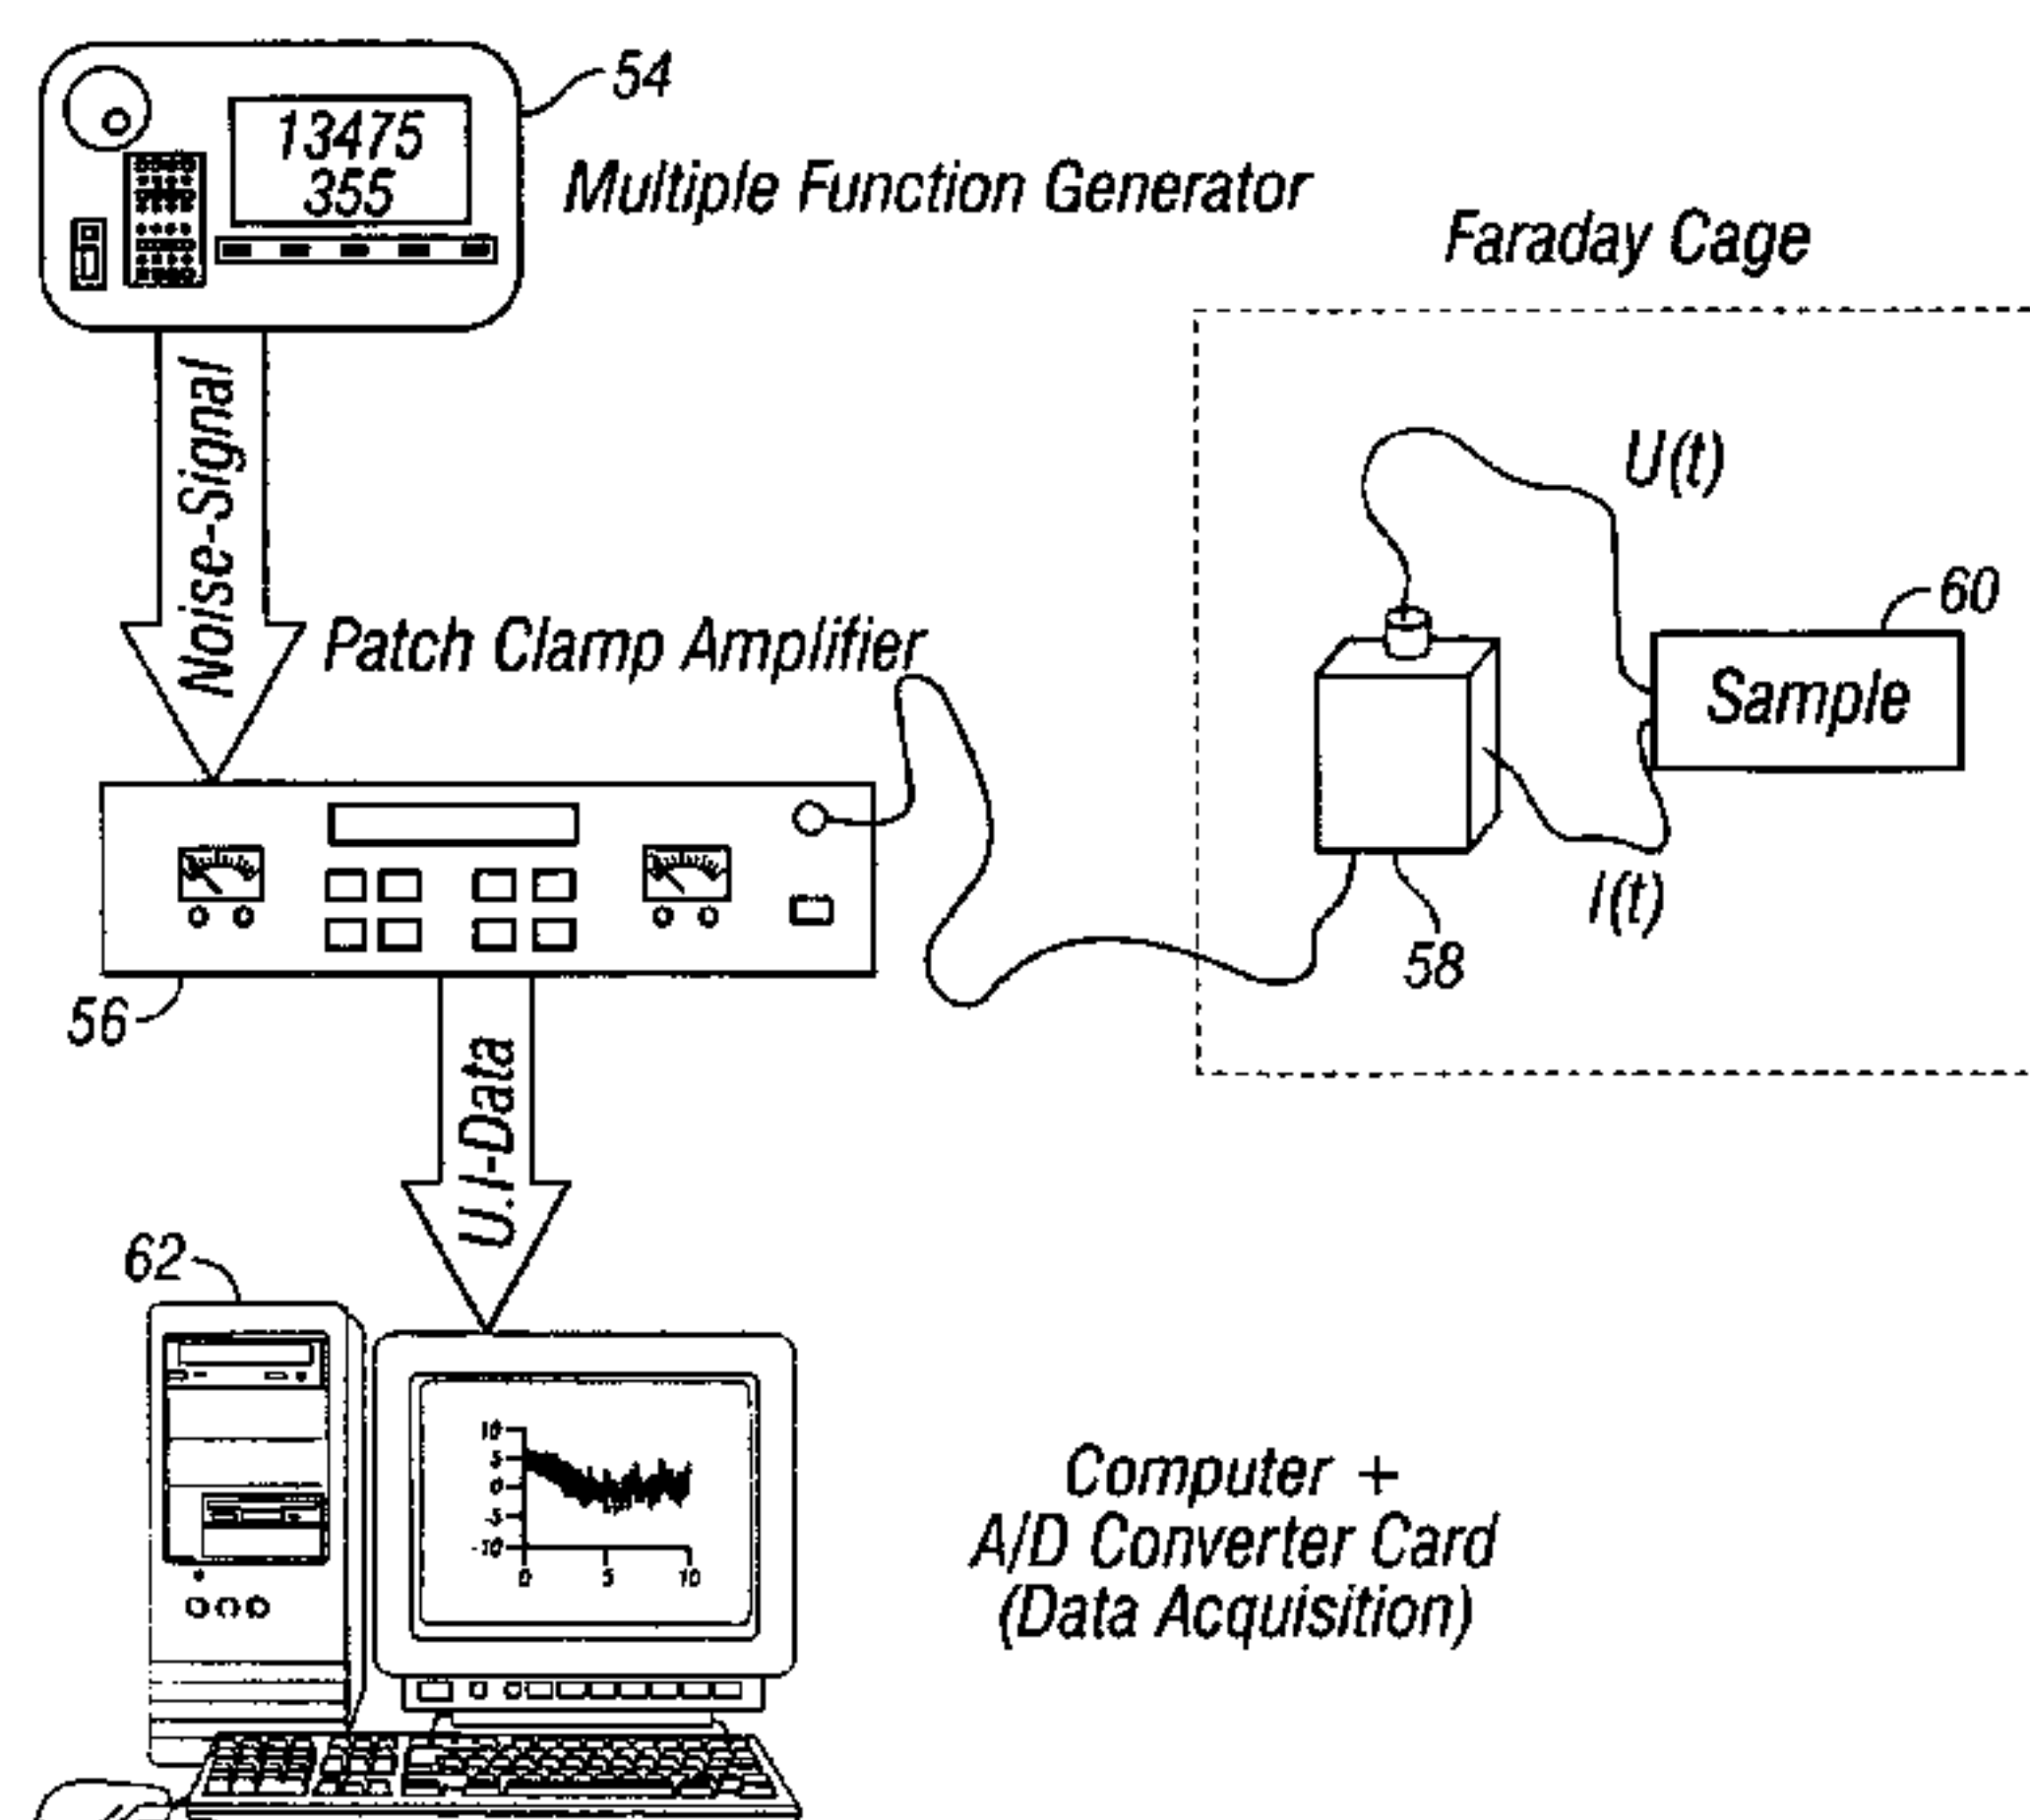 54
13475
355
Multiple Function Generator
Faraday Cage
Noise-Signal
U(t)
60
Patch Clamp Amplifier
Sample
I(t)
58
56
U.I-Data
62
10
5
0
-5
-10
0
5
10
Computer +
A/D Converter Card
(Data Acquisition)